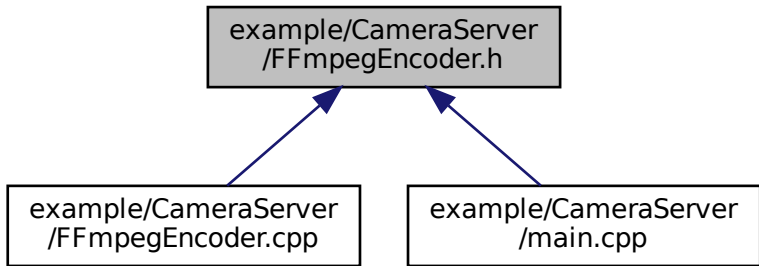 example/CameraServer
/FFmpegEncoder.h
example/CameraServer
/FFmpegEncoder.cpp
example/CameraServer
/main.cpp